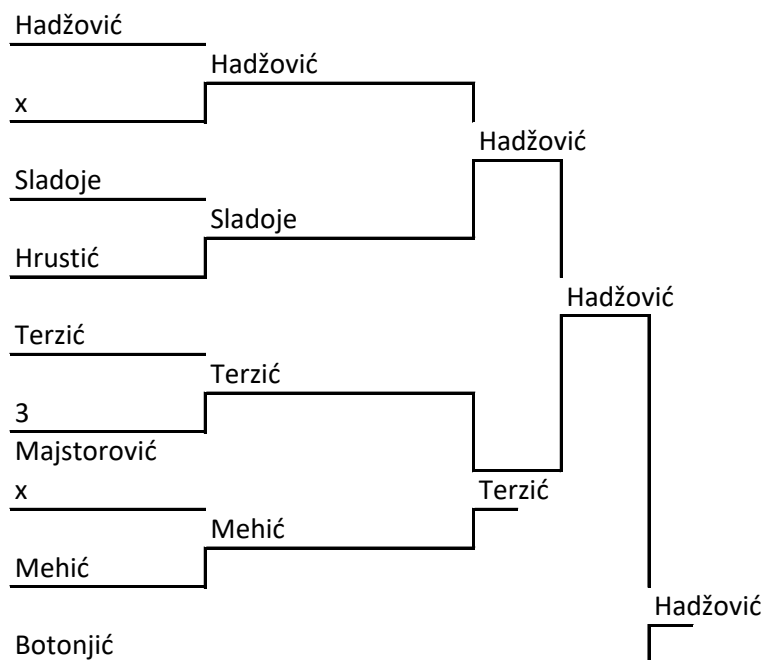 Hadžović
Hadžović
x
Hadžović
Sladoje
Sladoje
Hrustić
Hadžović
Terzić
Terzić
3
Majstorović
x
Terzić
Mehić
Mehić
Hadžović
Botonjić